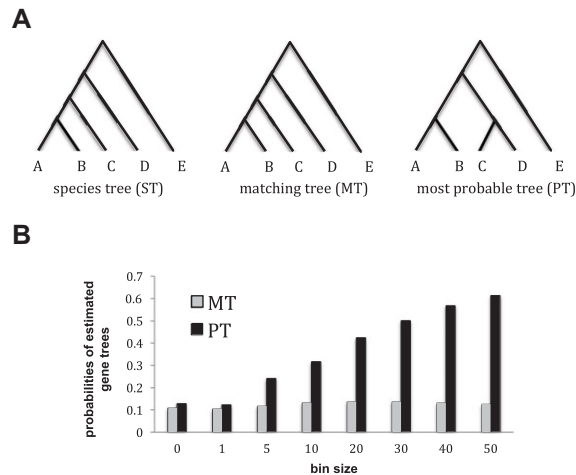 A
A B C D E
A B C D E
A B C D E
species tree (ST)
matching tree (MT)
most probable tree (PT)
B
probabilities of estimated
gene trees
0.7
0.6
0.5
0.4
0.3
0.2
0.1
0
MT
PT
0 1 5 10 20 30 40 50
bin size